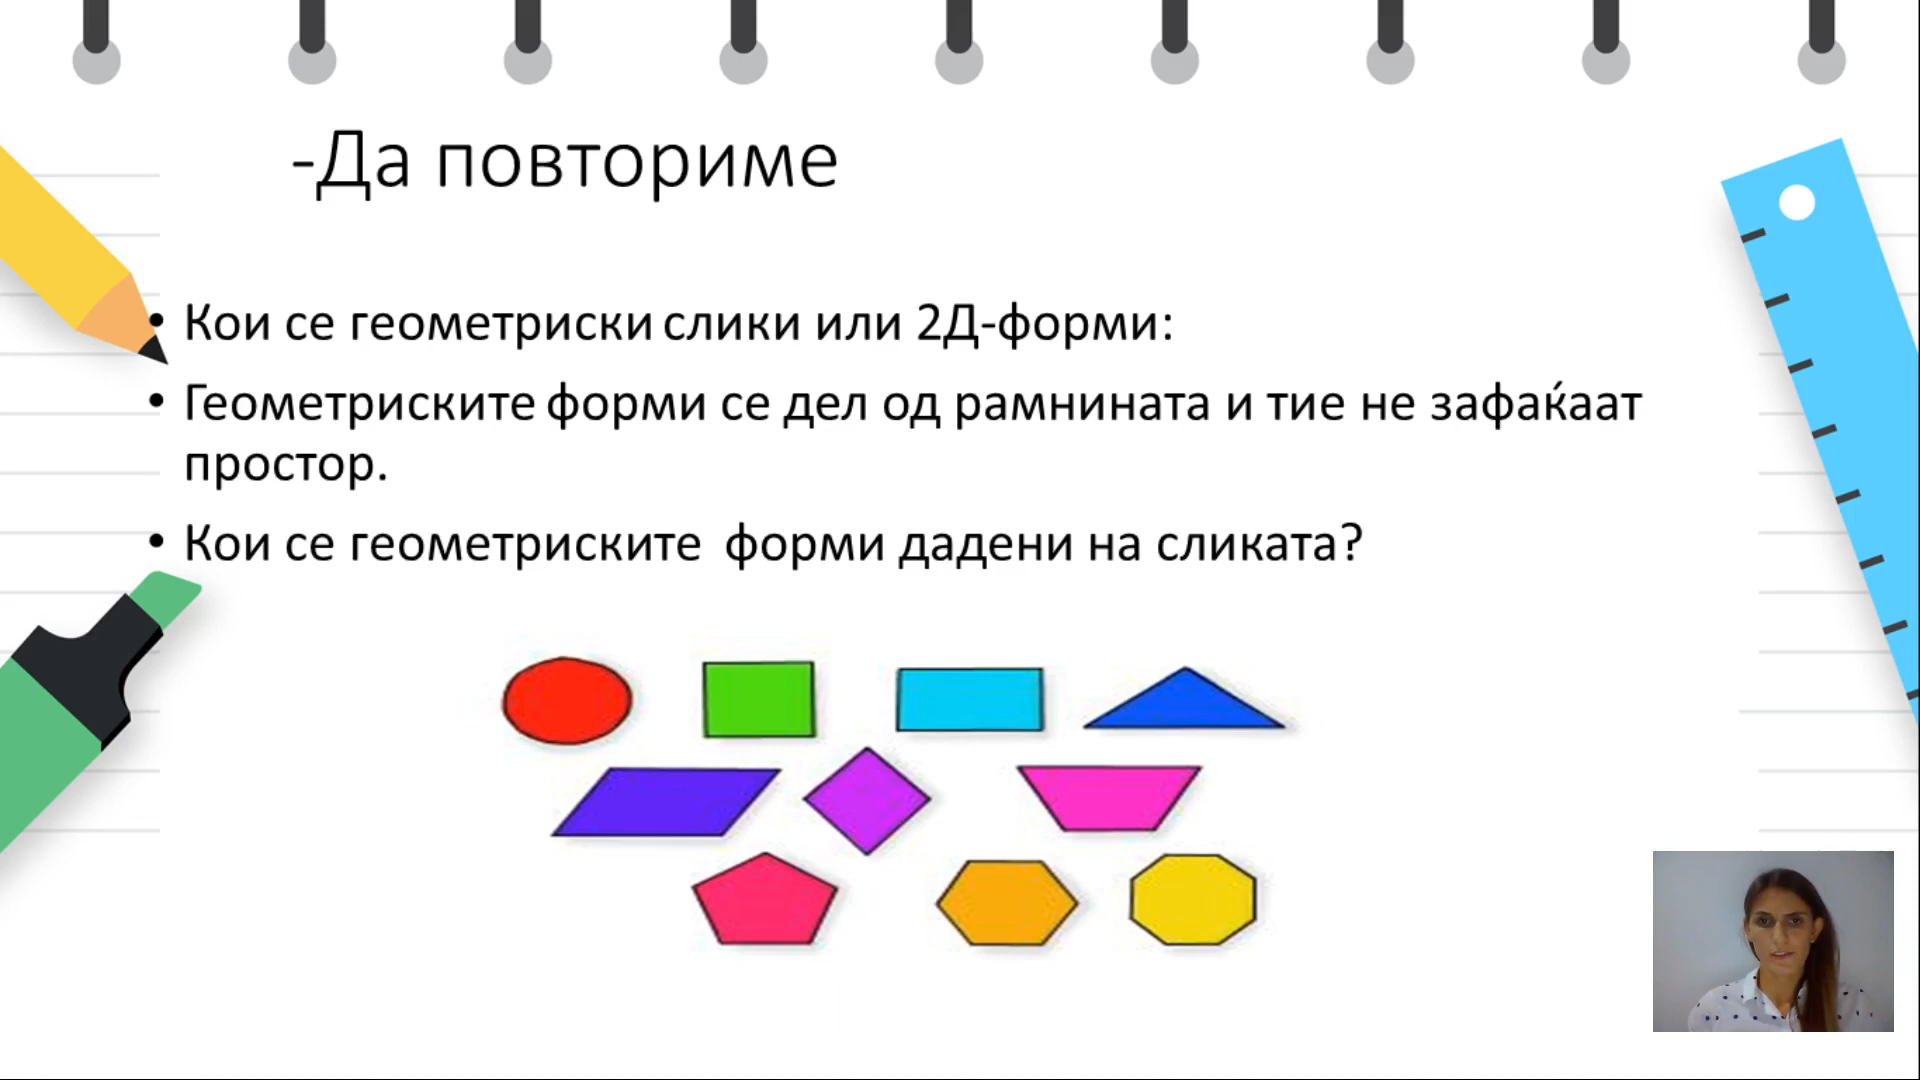 -Да повториме
• Кои се геометриски слики или 2Д-форми:
• Геометриските форми се дел од рамнината и тие не зафаќаат
простор.
• Кои се геометриските форми дадени на сликата?